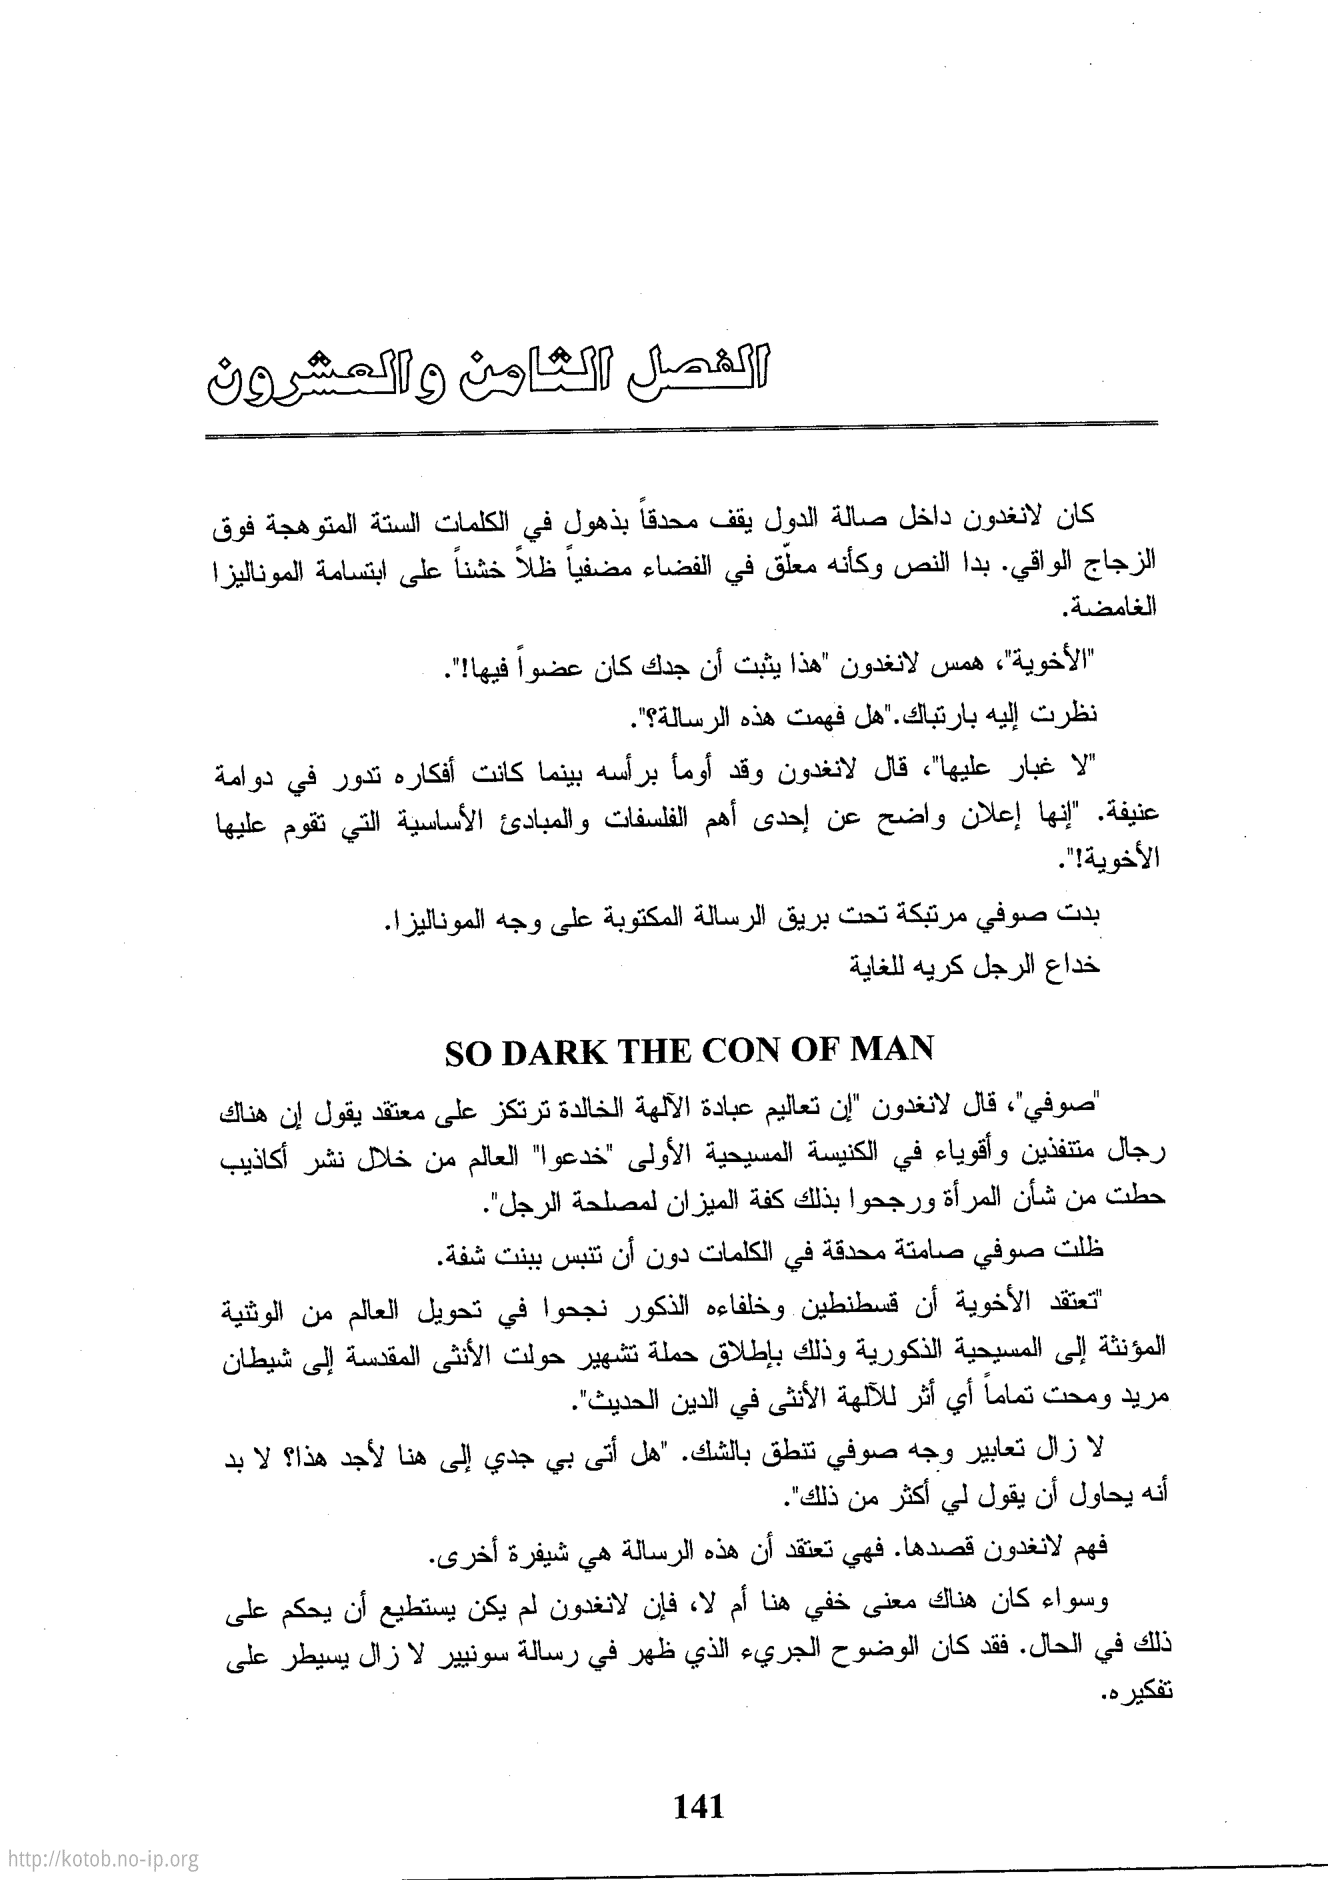 الفصل الثامن والعشرون
كان لانغدون داخل صالة الدول يقف محدقاً بذهول في الكلمات الستة المتوهجة فوق
الزجاج الواقي. بدا النص وكأنه معلّق في الفضاء مضفياً ظلاً خشناً على ابتسامة الموناليزا
الغامضة.
"الأخوية"، همس لانغدون "هذا يثبت أن جدك كان عضواً فيها!".
نظرت إليه بارتباك."هل فهمت هذه الرسالة؟".
"لا غبار عليها"، قال لانغدون وقد أومأ برأسه بينما كانت أفكاره تدور في دوامة
عنيفة. "إنها إعلان واضح عن إحدى أهم الفلسفات والمبادئ الأساسية التي تقوم عليها
الأخوية!".
بدت صوفي مرتبكة تحت بريق الرسالة المكتوبة على وجه الموناليزا.
خداع الرجل كريه للغاية
SO DARK THE CON OF MAN
"صوفي"، قال لانغدون "إن تعاليم عبادة الآلهة الخالدة ترتكز على معتقد يقول إن هناك
رجال متنفذين وأقوياء في الكنيسة المسيحية الأولى "خدعوا" العالم من خلال نشر أكاذيب
حطت من شأن المرأة ورجحوا بذلك كفة الميزان لمصلحة الرجل".
ظلت صوفي صامتة محدقة في الكلمات دون أن تنبس ببنت شفة.
"تعتقد الأخوية أن قسطنطين وخلفاءه الذكور نجحوا في تحويل العالم من الوثنية
المؤنثة إلى المسيحية الذكورية وذلك بإطلاق حملة تشهير حولت الأنثى المقدسة إلى شيطان
مريد ومحت تماماً أي أثر للآلهة الأنثى في الدين الحديث".
لا زال تعابير وجه صوفي تنطق بالشك. "هل أتى بي جدي إلى هنا لأجد هذا؟ لا بد
أنه يحاول أن يقول لي أكثر من ذلك".
فهم لانغدون قصدها. فهي تعتقد أن هذه الرسالة هي شيفرة أخرى.
وسواء كان هناك معنى خفي هنا أم لا، فإن لانغدون لم يكن يستطيع أن يحكم على
ذلك في الحال. فقد كان الوضوح الجريء الذي ظهر في رسالة سونيير لا زال يسيطر على
تفكيره.
141
http://kotob.no-ip.org